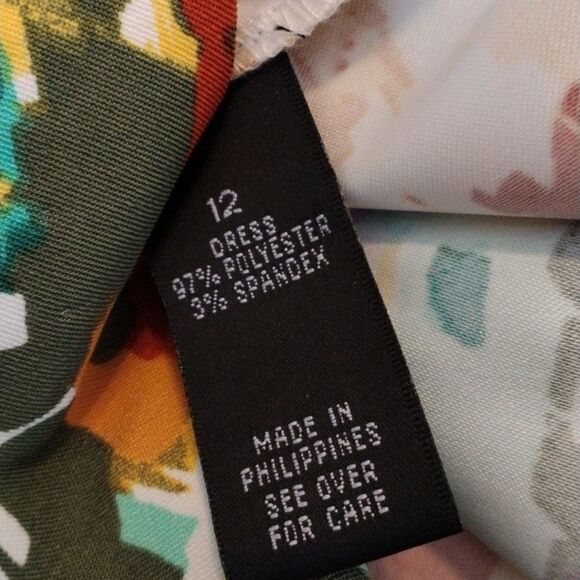 12
DRESS
97% POLYESTER
3% SPANDEX
MADE IN
PHILIPPINES
SEE OVER
FOR CARE